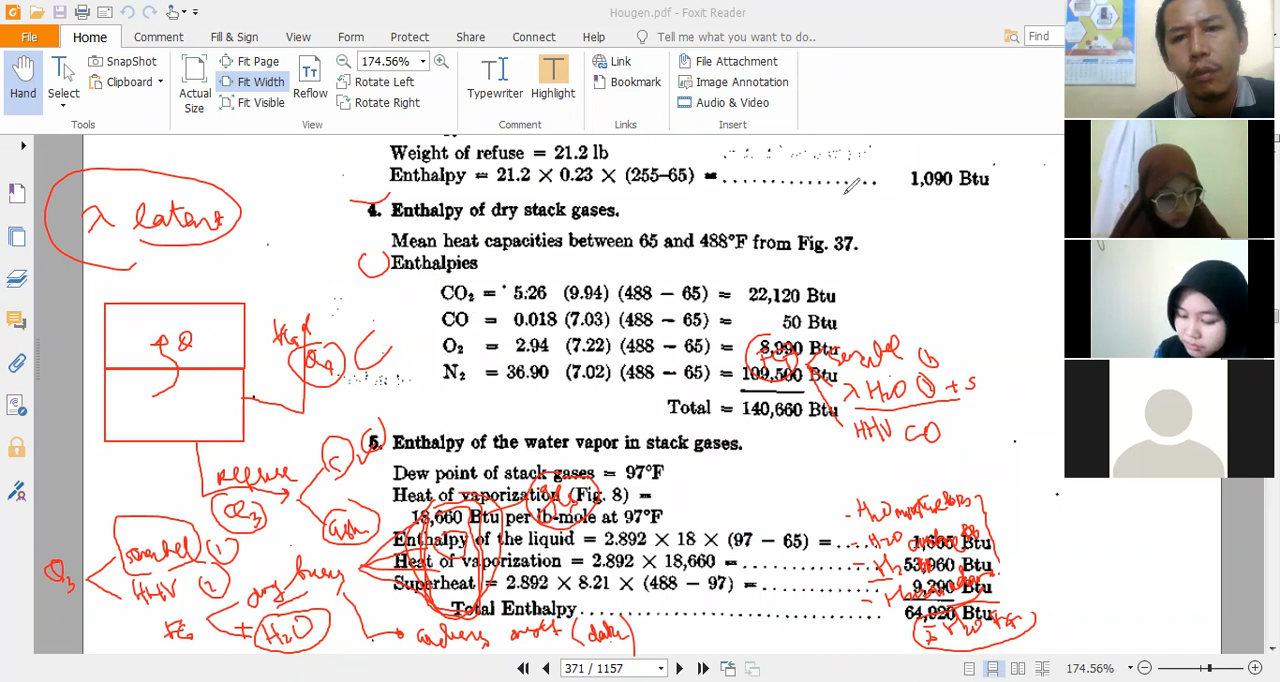 Hougen.pdf - Foxit Reader
File Home Comment Fill & Sign View Form Protect Share Connect Help Tell me what you want to do.. Find
Hand Select SnapShot Clipboard Actual Size Fit Page Fit Width Fit Visible Reflow 174.56% Rotate Left Rotate Right Typewriter Highlight Link Bookmark File Attachment Image Annotation Audio & Video
Tools View Comment Links Insert
Weight of refuse = 21.2 lb
Enthalpy = 21.2 × 0.23 × (255–65) = 1,090 Btu
λ latent
4. Enthalpy of dry stack gases.
Mean heat capacities between 65 and 488°F from Fig. 37.
Enthalpies
CO₂ = 5.26 (9.94) (488 − 65) = 22,120 Btu
CO = 0.018 (7.03) (488 − 65) = 50 Btu
O₂ = 2.94 (7.22) (488 − 65) = 8,990 Btu
N₂ = 36.90 (7.02) (488 − 65) = 109,500 Btu
Total = 140,660 Btu
λ H₂O + S
HHV CO
Q
5. Enthalpy of the water vapor in stack gases.
Dew point of stack gases = 97°F
Heat of vaporization (Fig. 8) =
18,660 Btu per lb-mole at 97°F
Enthalpy of the liquid = 2.892 × 18 × (97 − 65) = Btu
Heat of vaporization = 2.892 × 18,660 = 53,960 Btu
Superheat = 2.892 × 8.21 × (488 − 97) = 9,290 Btu
Total Enthalpy 64,920 Btu
refuse
Q₃
ash
Q₃
HHV (2)
+ H₂O
371 / 1157
174.56%